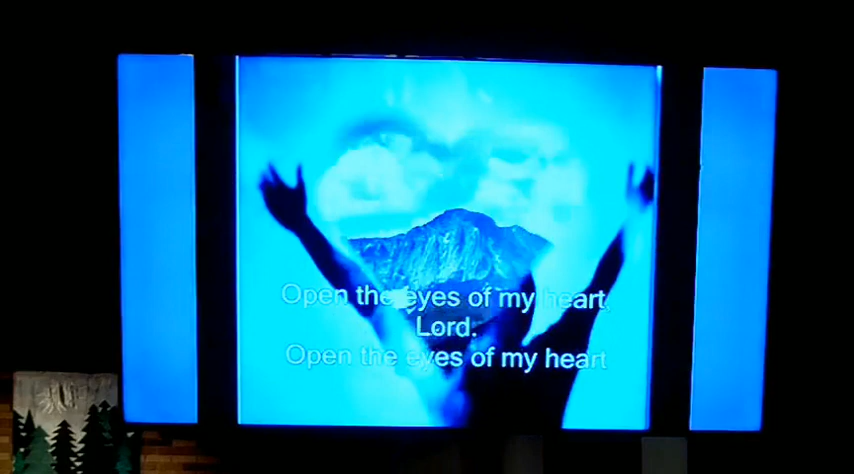 Open the eyes of my heart,
Lord.
Open the eyes of my heart